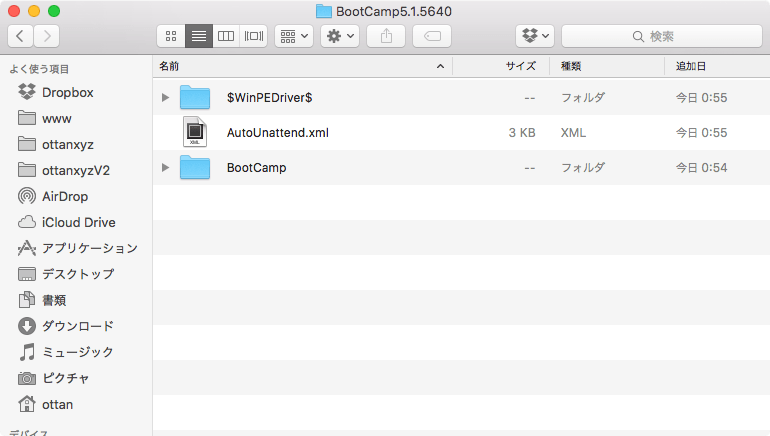 BootCamp5.1.5640
検索
よく使う項目
Dropbox
www
ottanxyz
ottanxyzV2
AirDrop
iCloud Drive
アプリケーション
デスクトップ
書類
ダウンロード
ミュージック
ピクチャ
ottan
デバイス
名前 サイズ 種類 追加日
$WinPEDriver$ -- フォルダ 今日 0:55
XML
AutoUnattend.xml 3 KB XML 今日 0:55
BootCamp -- フォルダ 今日 0:54